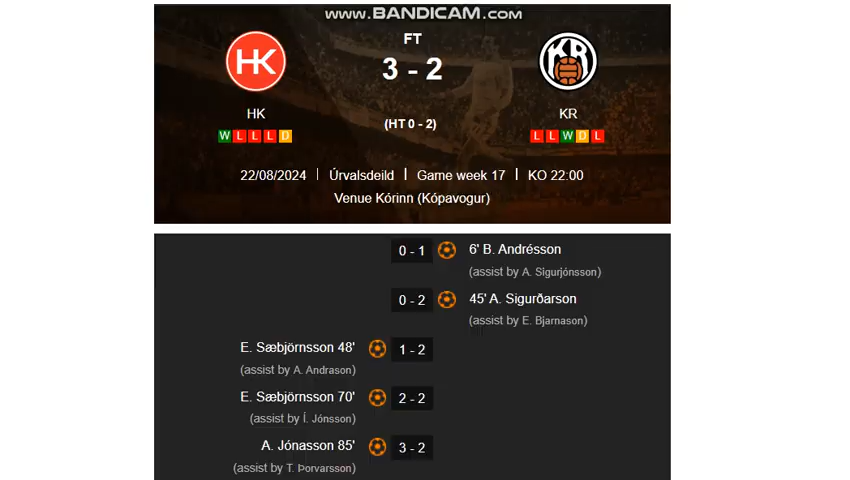 www.BANDICAM.com
FT
3 - 2
HK
KR
HK
KR
(HT 0 - 2)
W L L L D
L L W D L
22/08/2024 | Úrvalsdeild | Game week 17 | KO 22:00
Venue Kórinn (Kópavogur)
0 - 1 6' B. Andrésson
(assist by A. Sigurjónsson)
0 - 2 45' A. Sigurðarson
(assist by E. Bjarnason)
E. Sæbjörnsson 48' 1 - 2
(assist by A. Andrason)
E. Sæbjörnsson 70' 2 - 2
(assist by Í. Jónsson)
A. Jónasson 85' 3 - 2
(assist by T. Þorvarsson)